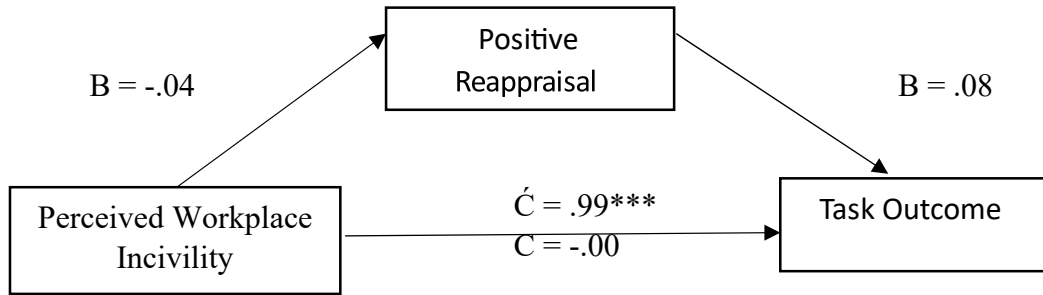 Positive
Reappraisal
B = -.04
B = .08
Perceived Workplace
Incivility
Ć = .99***
C = -.00
Task Outcome